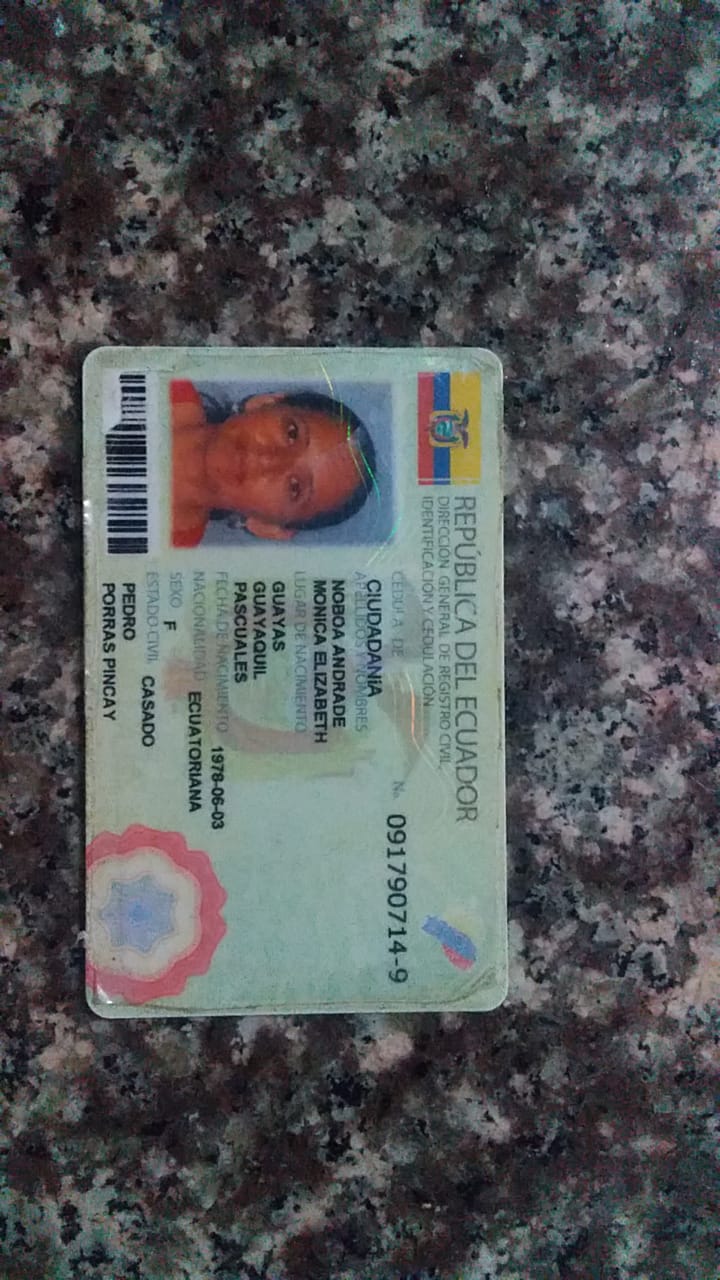 REPÚBLICA DEL ECUADOR
DIRECCIÓN GENERAL DE REGISTRO CIVIL
IDENTIFICACIÓN Y CEDULACIÓN
CÉDULA DE No. 091790714-9
CIUDADANIA
APELLIDOS Y NOMBRES
NOBOA ANDRADE
MONICA ELIZABETH
LUGAR DE NACIMIENTO
GUAYAS
GUAYAQUIL
PASCUALES
FECHA DE NACIMIENTO 1978-06-03
NACIONALIDAD ECUATORIANA
SEXO F
ESTADO CIVIL CASADO
PEDRO
PORRAS PINCAY